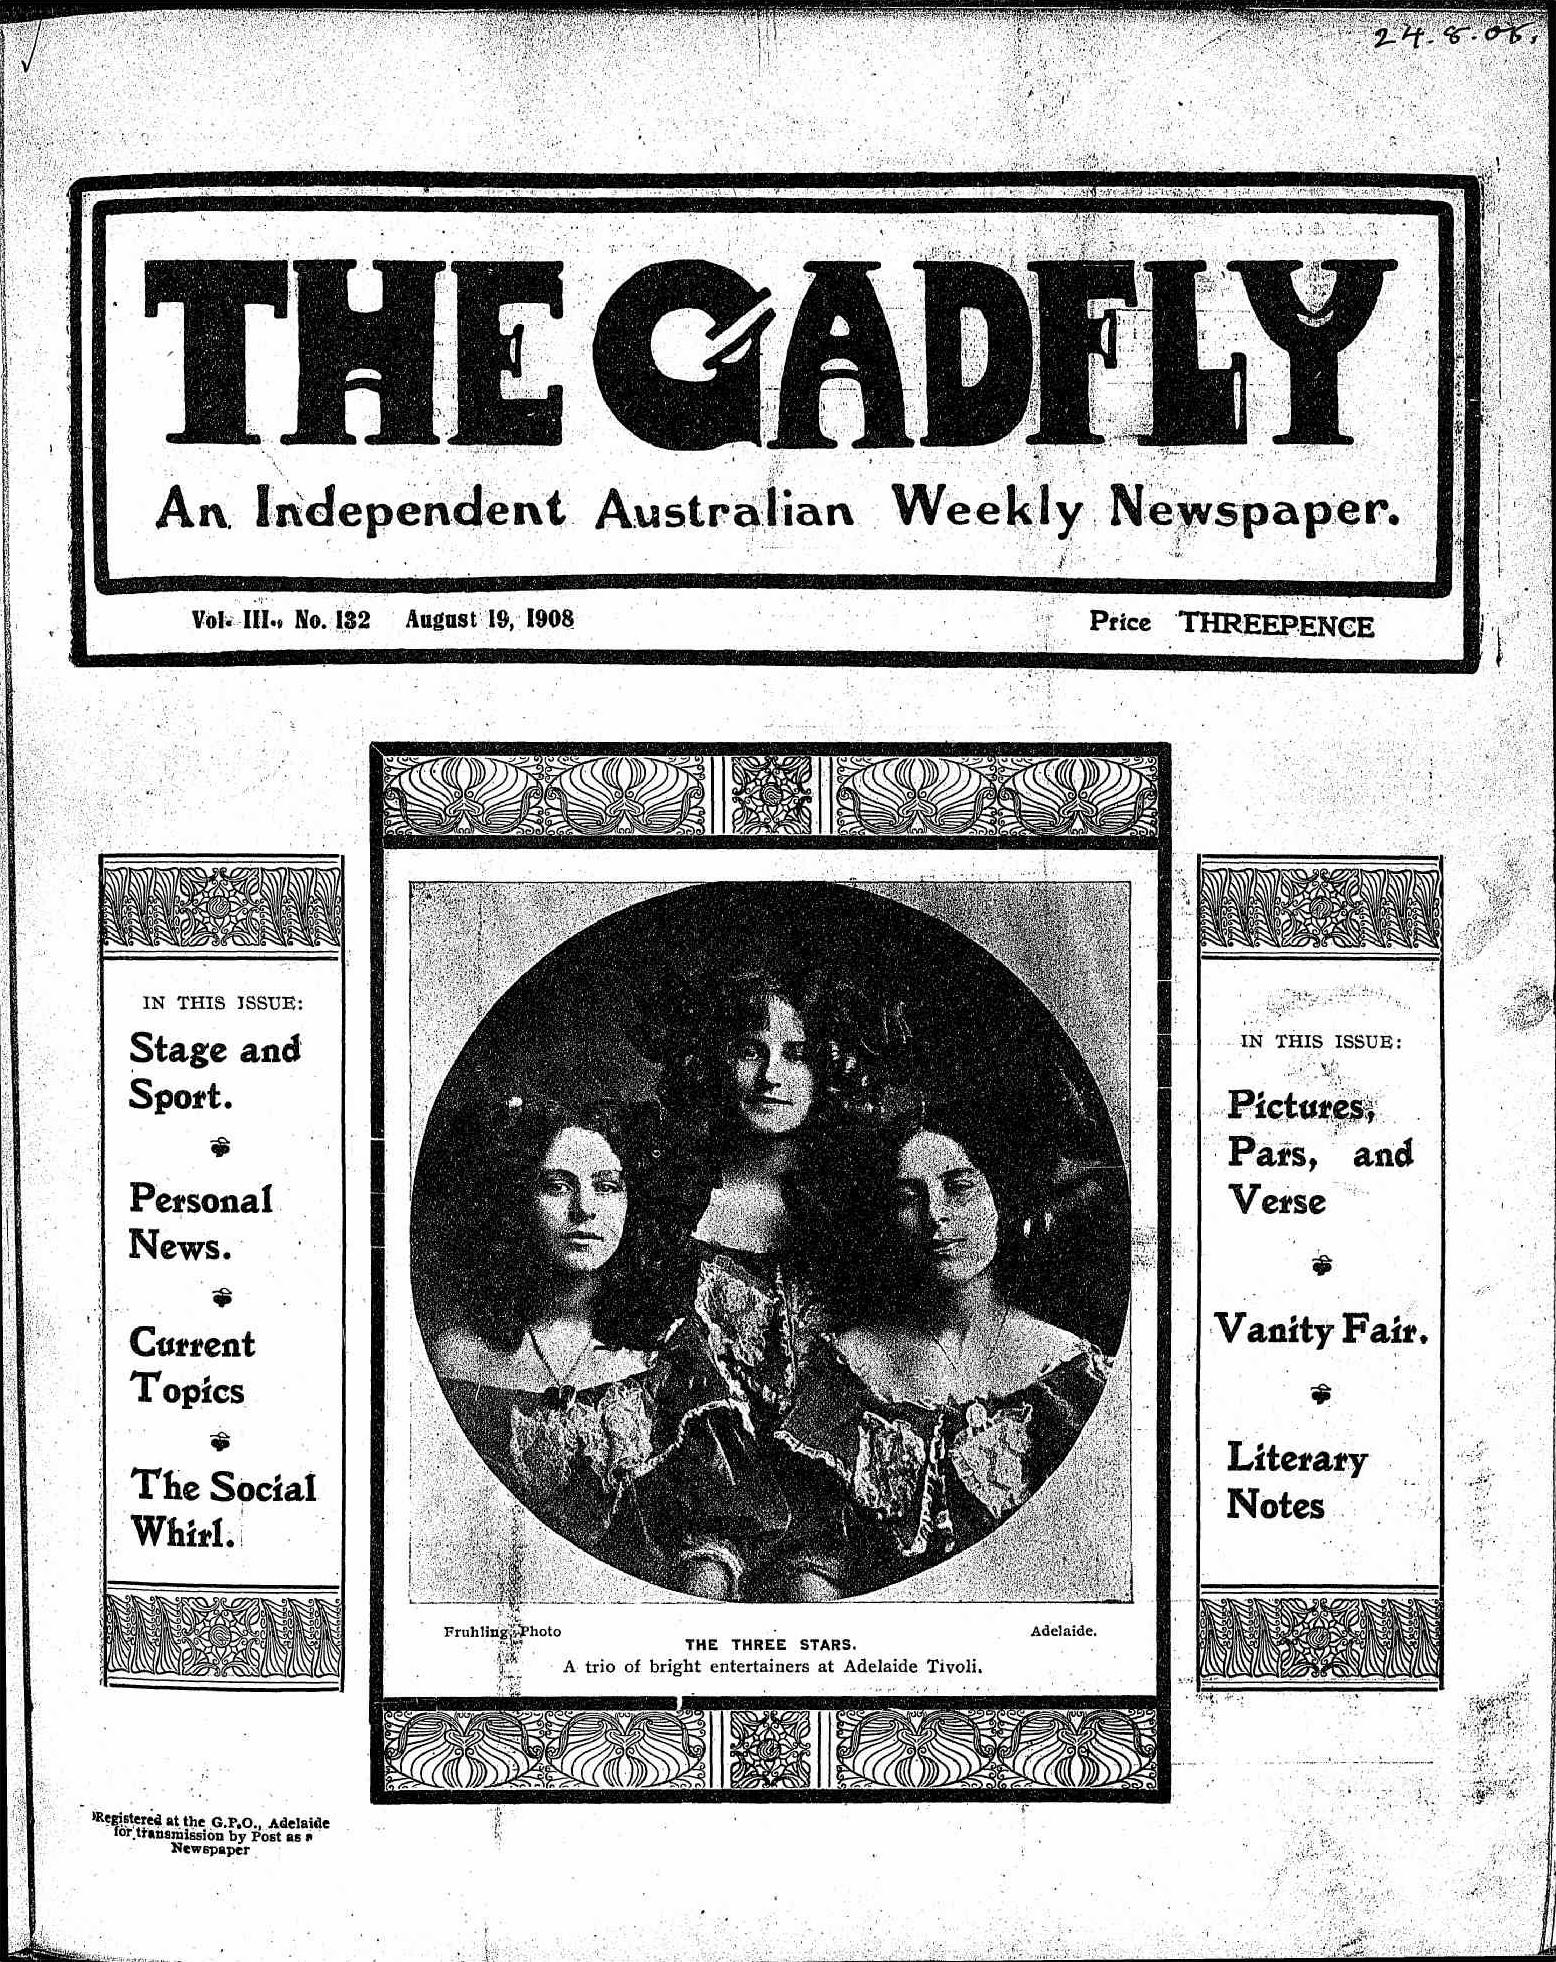 24.8.08.
THE GADFLY
An Independent Australian Weekly Newspaper.
Vol. III., No. 132 August 19, 1908
Price THREEPENCE
IN THIS ISSUE:
Stage and
Sport.
Personal
News.
Current
Topics
The Social
Whirl.
Fruhling, Photo
Adelaide.
THE THREE STARS.
A trio of bright entertainers at Adelaide Tivoli.
IN THIS ISSUE:
Pictures,
Pars, and
Verse
Vanity Fair.
Literary
Notes
Registered at the G.P.O., Adelaide
for transmission by Post as a
Newspaper